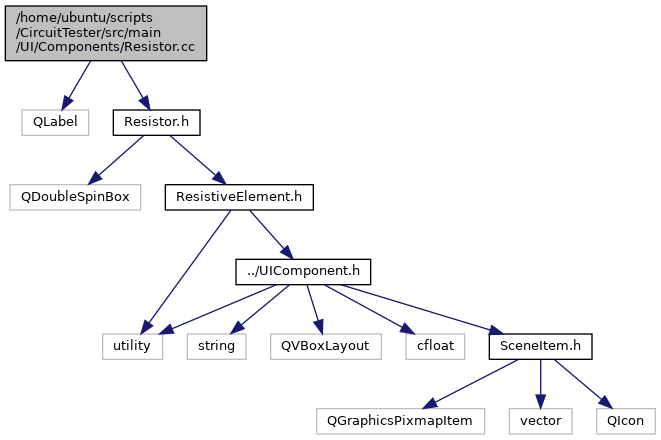 /home/ubuntu/scripts
/CircuitTester/src/main
/UI/Components/Resistor.cc
QLabel
Resistor.h
QDoubleSpinBox
ResistiveElement.h
../UIComponent.h
utility
string
QVBoxLayout
cfloat
SceneItem.h
QGraphicsPixmapItem
vector
QIcon